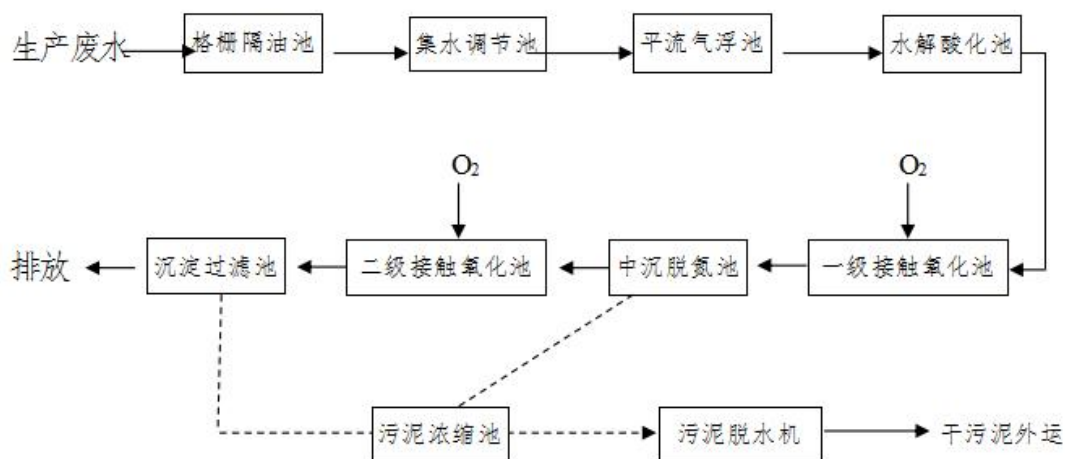 生产废水
格栅隔油池
集水调节池
平流气浮池
水解酸化池
O₂
O₂
排放
沉淀过滤池
二级接触氧化池
中沉脱氮池
一级接触氧化池
污泥浓缩池
污泥脱水机
干污泥外运